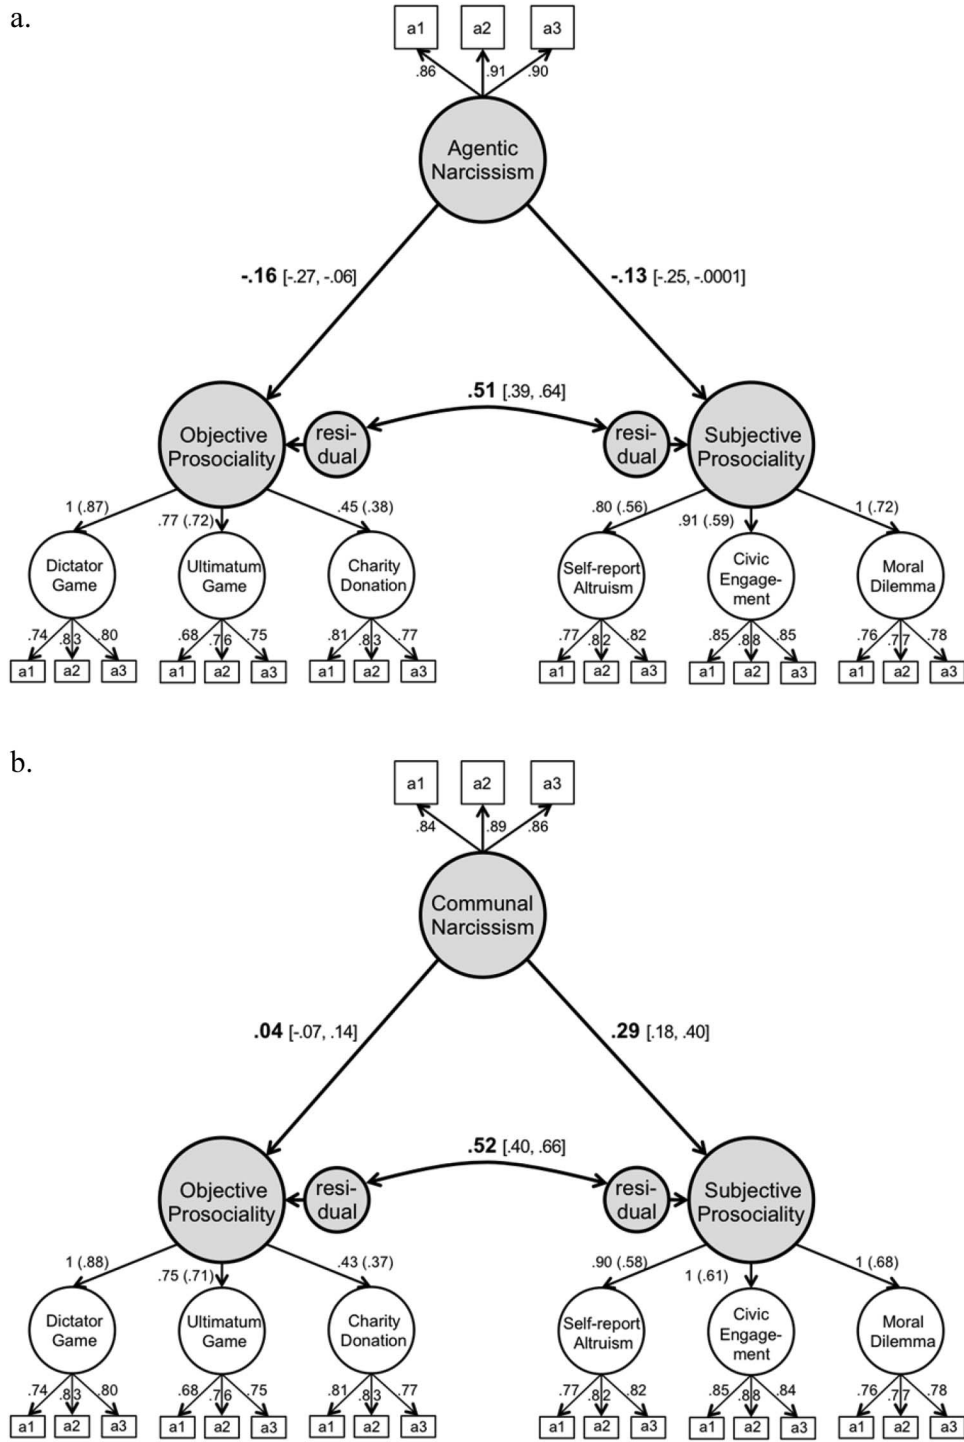 a.
a1 a2 a3
.86 .91 .90
Agentic
Narcissism
-.16 [-.27, -.06] -.13 [-.25, -.0001]
.51 [.39, .64]
Objective
Prosociality
resi-
dual
resi-
dual
Subjective
Prosociality
1 (.87) .77 (.72) .45 (.38) .80 (.56) .91 (.59) 1 (.72)
Dictator
Game
Ultimatum
Game
Charity
Donation
Self-report
Altruism
Civic
Engage-
ment
Moral
Dilemma
.74 .83 .80 .68 .76 .75 .81 .83 .77 .77 .82 .82 .85 .88 .85 .76 .77 .78
a1 a2 a3 a1 a2 a3 a1 a2 a3 a1 a2 a3 a1 a2 a3 a1 a2 a3
b.
a1 a2 a3
.84 .89 .86
Communal
Narcissism
.04 [-.07, .14] .29 [.18, .40]
.52 [.40, .66]
Objective
Prosociality
resi-
dual
resi-
dual
Subjective
Prosociality
1 (.88) .75 (.71) .43 (.37) .90 (.58) 1 (.61) 1 (.68)
Dictator
Game
Ultimatum
Game
Charity
Donation
Self-report
Altruism
Civic
Engage-
ment
Moral
Dilemma
.74 .83 .80 .68 .76 .75 .81 .83 .77 .77 .82 .82 .85 .88 .84 .76 .77 .78
a1 a2 a3 a1 a2 a3 a1 a2 a3 a1 a2 a3 a1 a2 a3 a1 a2 a3